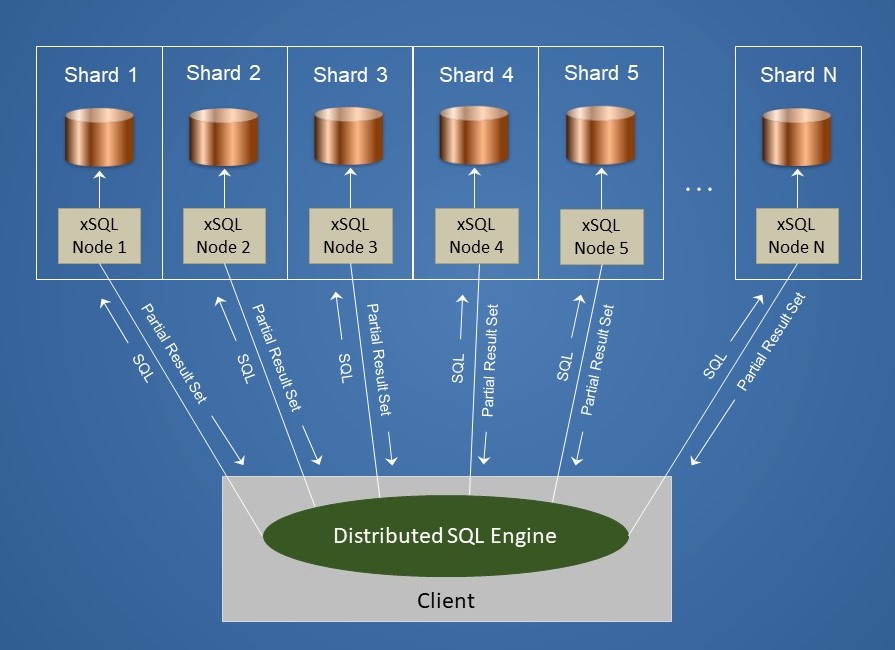 Shard 1
Shard 2
Shard 3
Shard 4
Shard 5
Shard N
...
xSQL
Node 1
xSQL
Node 2
xSQL
Node 3
xSQL
Node 4
xSQL
Node 5
xSQL
Node N
SQL
Partial Result Set
SQL
Partial Result Set
SQL
Partial Result Set
SQL
Partial Result Set
SQL
Partial Result Set
SQL
Partial Result Set
Distributed SQL Engine
Client